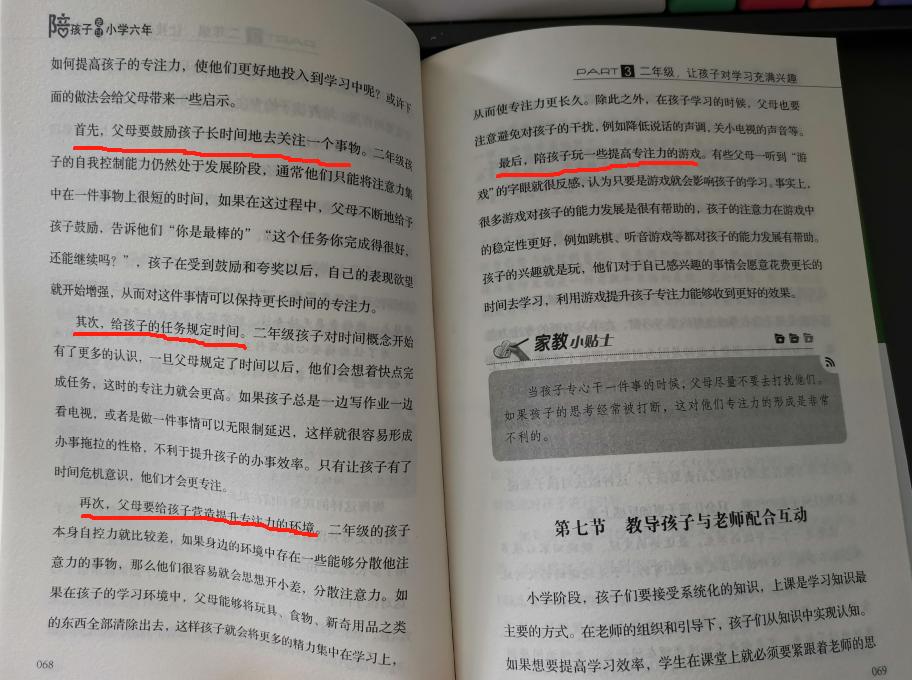 陪孩子走过小学六年
如何提高孩子的专注力，使他们更好地投入到学习中呢？或许下
面的做法会给父母带来一些启示。
首先，父母要鼓励孩子长时间地去关注一个事物。二年级孩
子的自我控制能力仍然处于发展阶段，通常他们只能将注意力集
中在一件事物上很短的时间，如果在这过程中，父母不断地给予
孩子鼓励，告诉他们“你是最棒的”“这个任务你完成得很好，
还能继续吗？”，孩子在受到鼓励和夸奖以后，自己的表现欲望
就开始增强，从而对这件事情可以保持更长时间的专注力。
其次，给孩子的任务规定时间。二年级孩子对时间概念开始
有了更多的认识，一旦父母规定了时间以后，他们会想着快点完
成任务，这时的专注力就会更高。如果孩子总是一边写作业一边
看电视，或者是做一件事情可以无限制延迟，这样就很容易形成
办事拖拉的性格，不利于提升孩子的办事效率。只有让孩子有了
时间危机意识，他们才会更专注。
再次，父母要给孩子营造提升专注力的环境。二年级的孩子
本身自控力就比较差，如果身边的环境中存在一些能够分散他注
意力的事物，那么他们很容易就会思想开小差，分散注意力。如
果在孩子的学习环境中，父母能够将玩具、食物、新奇用品之类
的东西全部清除出去，这样孩子就会将更多的精力集中在学习上，
068
PART 3 二年级，让孩子对学习充满兴趣
从而使专注力更长久。除此之外，在孩子学习的时候，父母也要
注意避免对孩子的干扰，例如降低说话的声调，关小电视的声音等。
最后，陪孩子玩一些提高专注力的游戏。有些父母一听到“游
戏”的字眼就很反感，认为只要是游戏就会影响孩子的学习。事实上，
很多游戏对孩子的能力发展是很有帮助的，孩子的注意力在游戏中
的稳定性更好，例如跳棋、听音游戏等都对孩子的能力发展有帮助。
孩子的兴趣就是玩，他们对于自己感兴趣的事情会愿意花费更长的
时间去学习，利用游戏提升孩子专注力能够收到更好的效果。
家教小贴士
当孩子专心干一件事的时候，父母尽量不要去打扰他们。
如果孩子的思考经常被打断，这对他们专注力的形成是非常
不利的。
第七节 教导孩子与老师配合互动
小学阶段，孩子们要接受系统化的知识，上课是学习知识最
主要的方式。在老师的组织和引导下，孩子们从知识中实现认知。
如果想要提高学习效率，学生在课堂上就必须要紧跟着老师的思
069